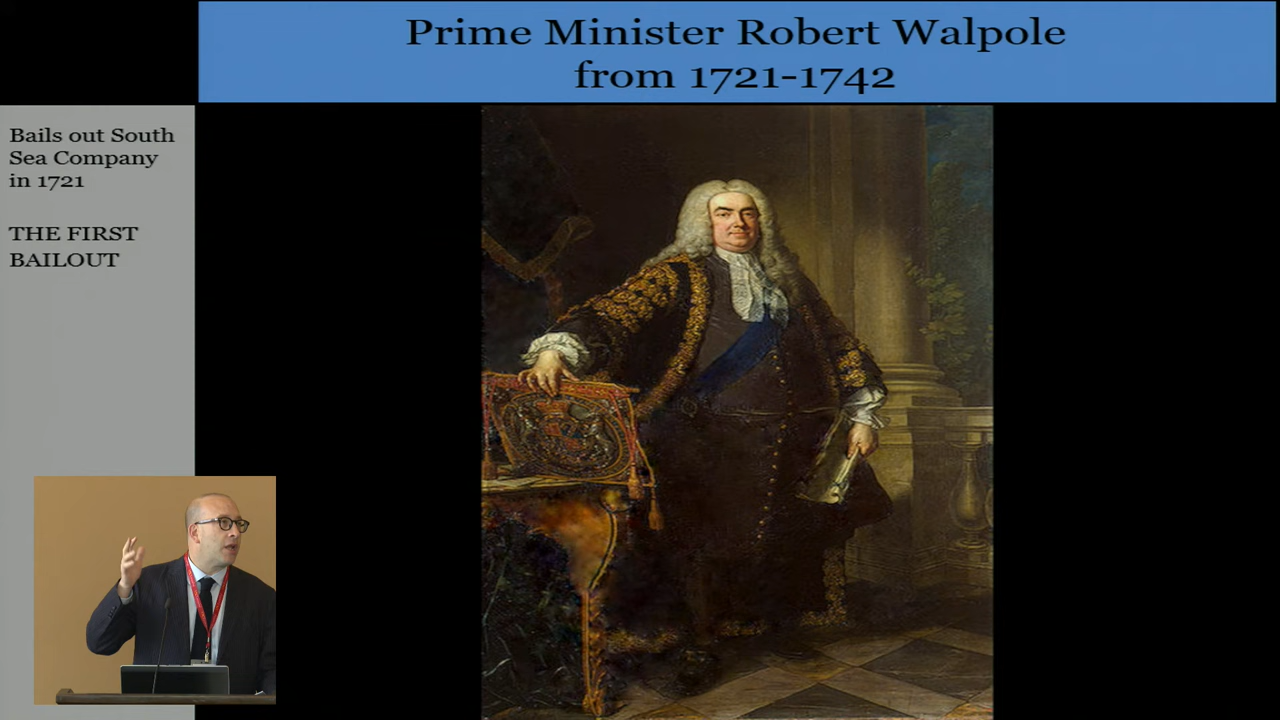 Prime Minister Robert Walpole
from 1721-1742
Bails out South
Sea Company
in 1721
THE FIRST
BAILOUT